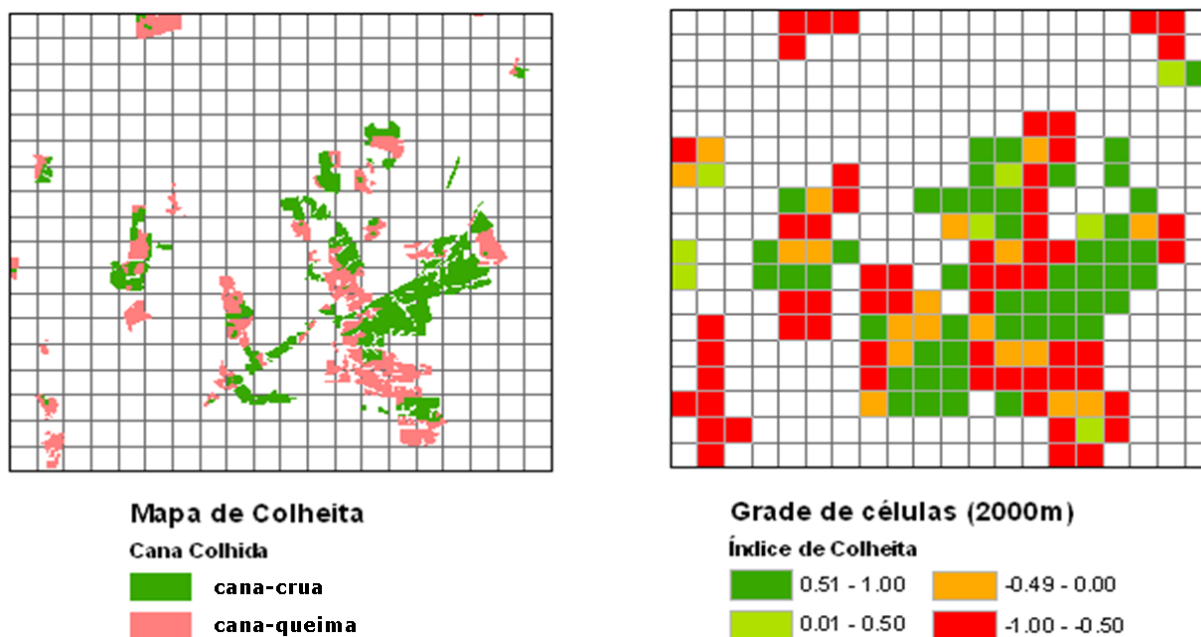 Mapa de Colheita
Cana Colhida
cana-crua
cana-queima
Grade de células (2000m)
Índice de Colheita
0.51 - 1.00
-0.49 - 0.00
0.01 - 0.50
-1.00 - -0.50